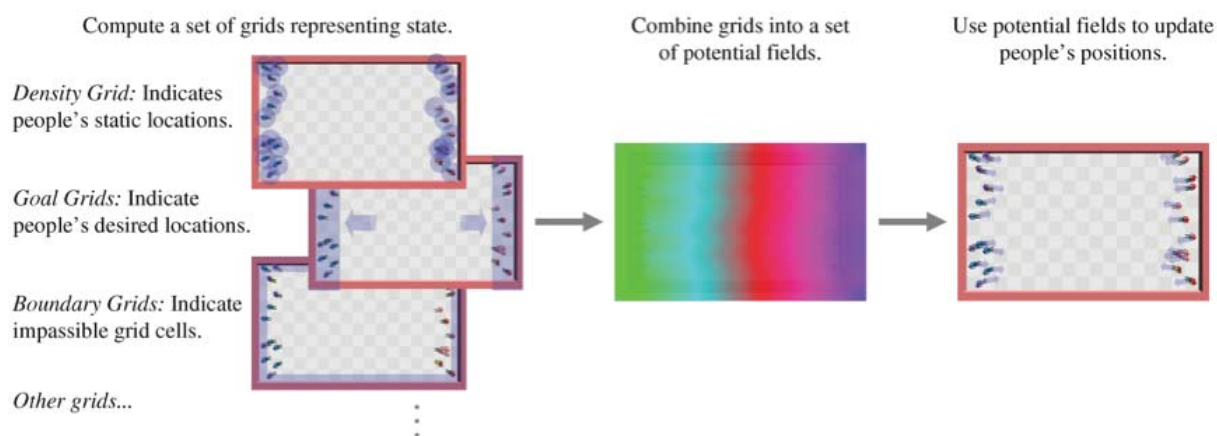 Compute a set of grids representing state.
Density Grid: Indicates
people's static locations.
Goal Grids: Indicate
people's desired locations.
Boundary Grids: Indicate
impassible grid cells.
Other grids...
Combine grids into a set
of potential fields.
Use potential fields to update
people's positions.